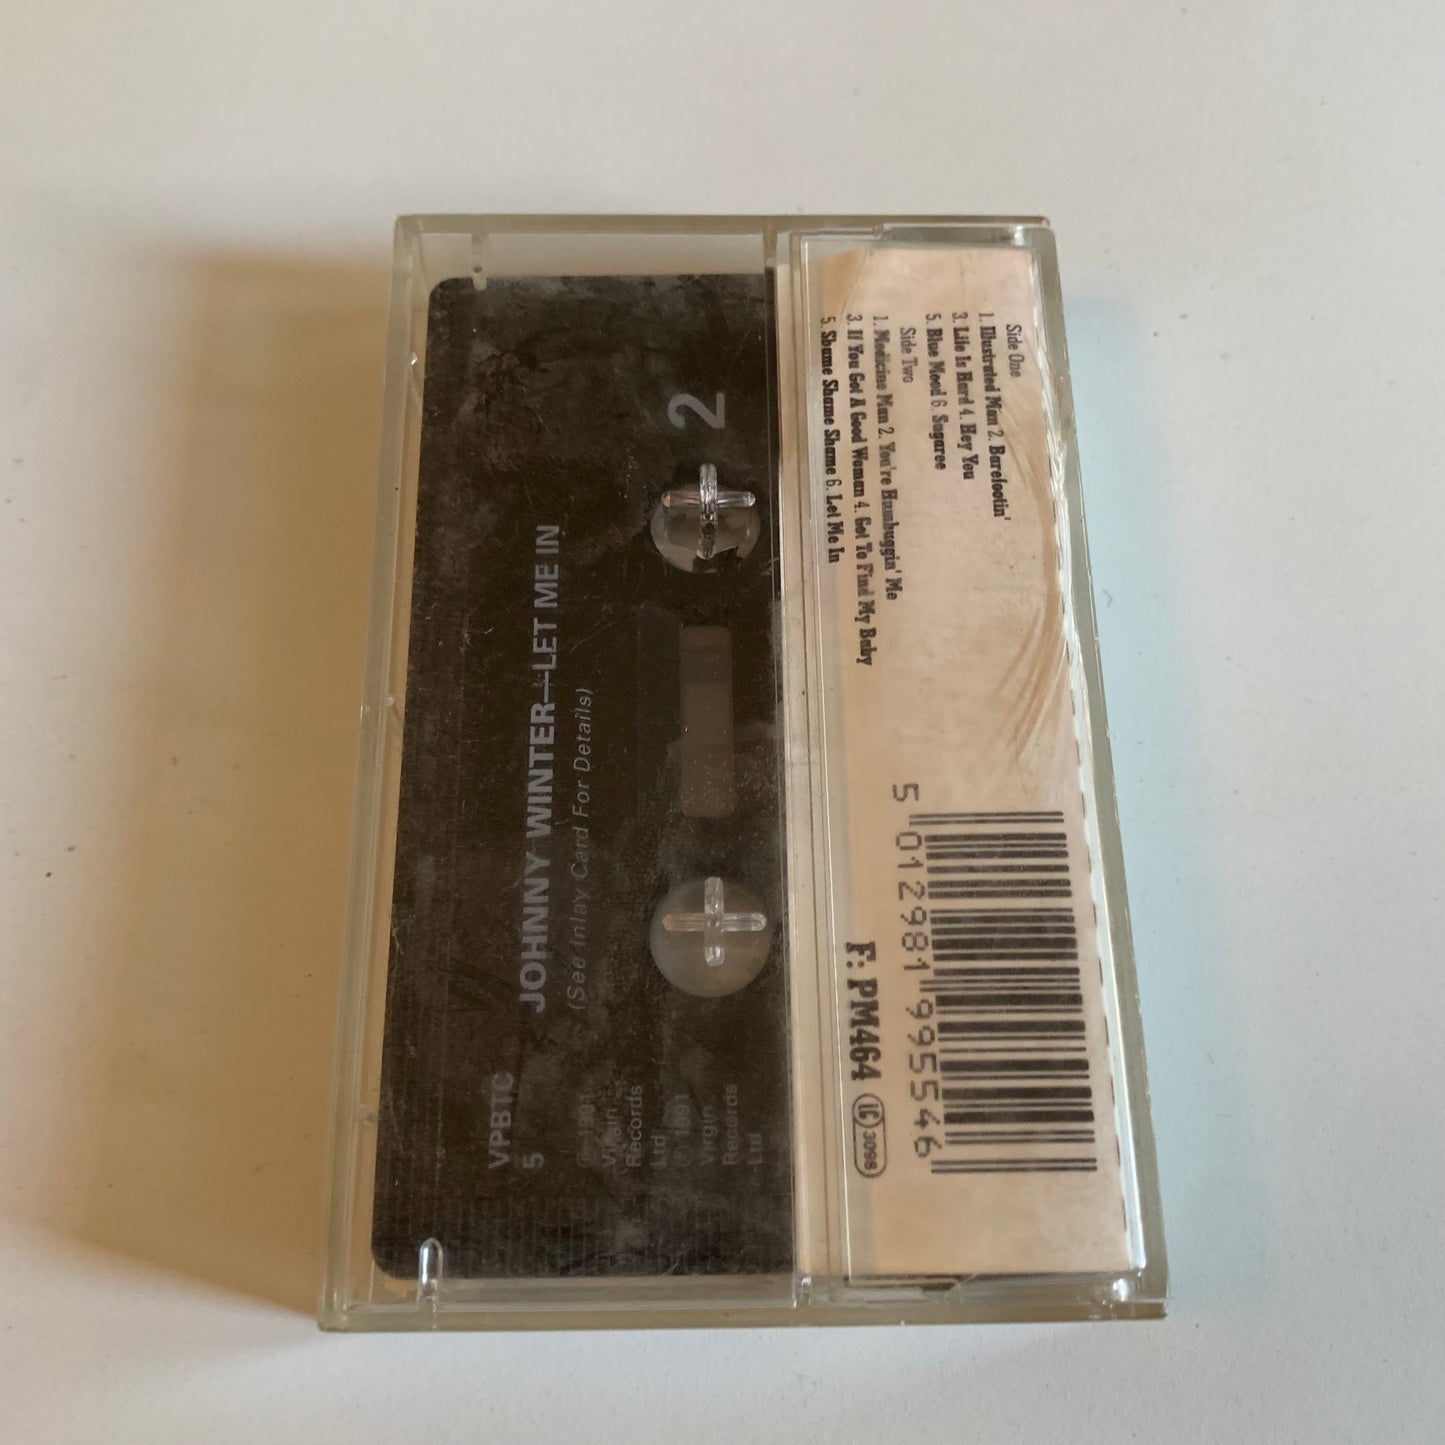 2
JOHNNY WINTER—LET ME IN
(See Inlay Card For Details)
VPBTC
5
℗ 1991
Virgin
Records
Ltd
© 1991
Virgin
Records
Ltd
Side One
1. Illustrated Man 2. Barefootin'
3. Life Is Hard 4. Hey You
5. Blue Mood 6. Sugaree
Side Two
1. Medicine Man 2. You're Humbuggin' Me
3. If You Got A Good Woman 4. Got To Find My Baby
5. Shame Shame Shame 6. Let Me In
5 012981 995546
F: PM464 LC 3098